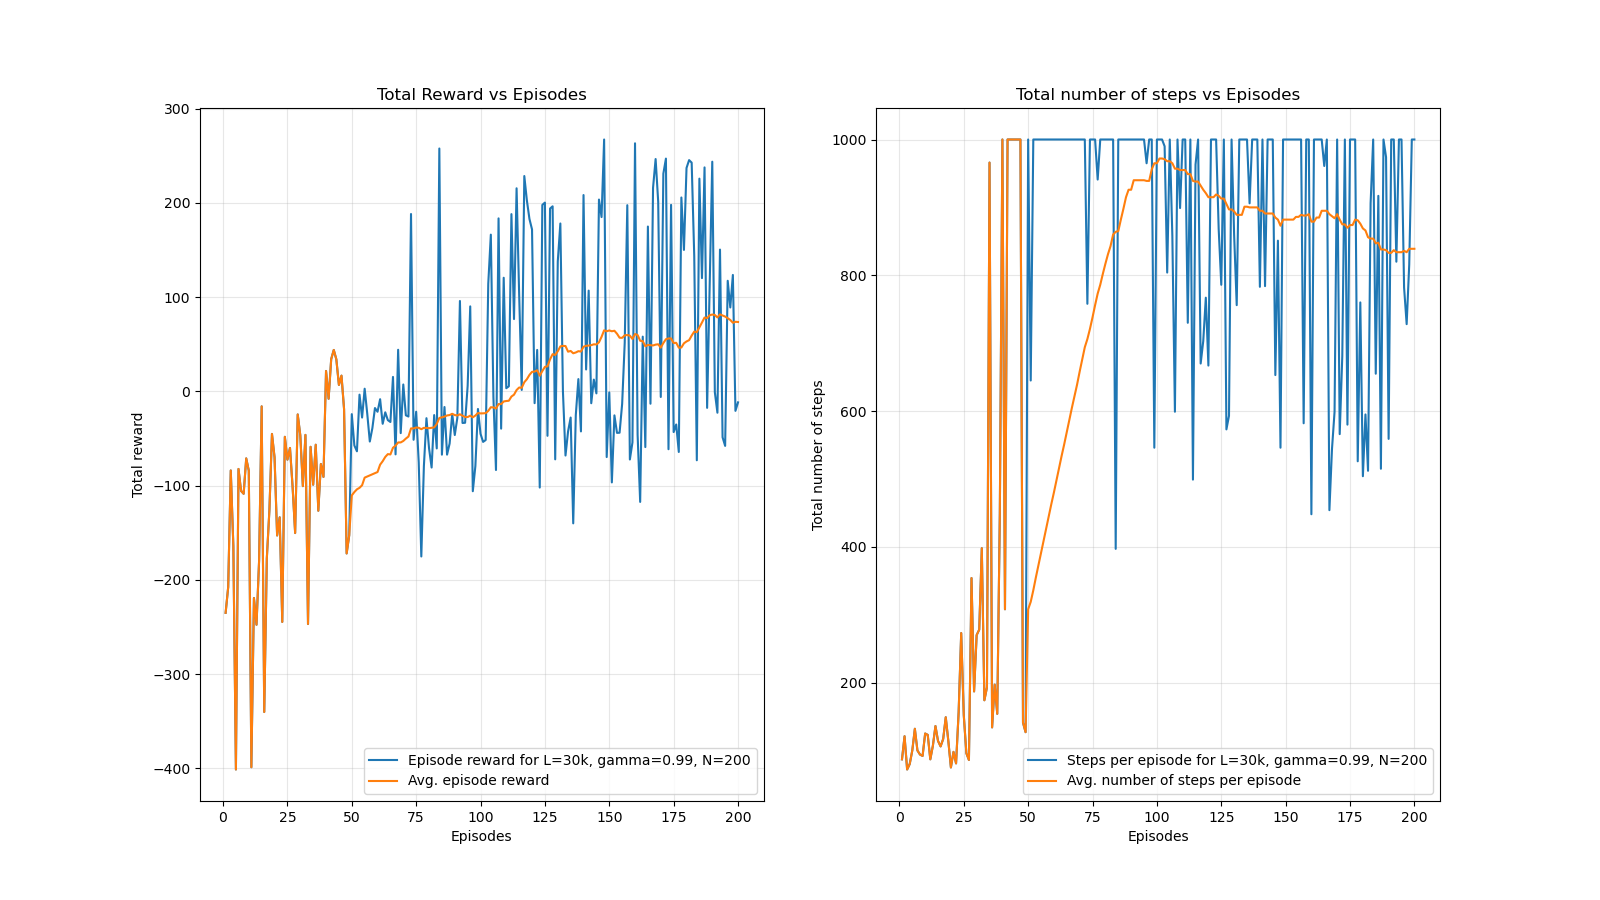 Total Reward vs Episodes
300
200
100
0
−100
−200
−300
−400
Total reward
0 25 50 75 100 125 150 175 200
Episodes
Episode reward for L=30k, gamma=0.99, N=200
Avg. episode reward
Total number of steps vs Episodes
1000
800
600
400
200
Total number of steps
0 25 50 75 100 125 150 175 200
Episodes
Steps per episode for L=30k, gamma=0.99, N=200
Avg. number of steps per episode